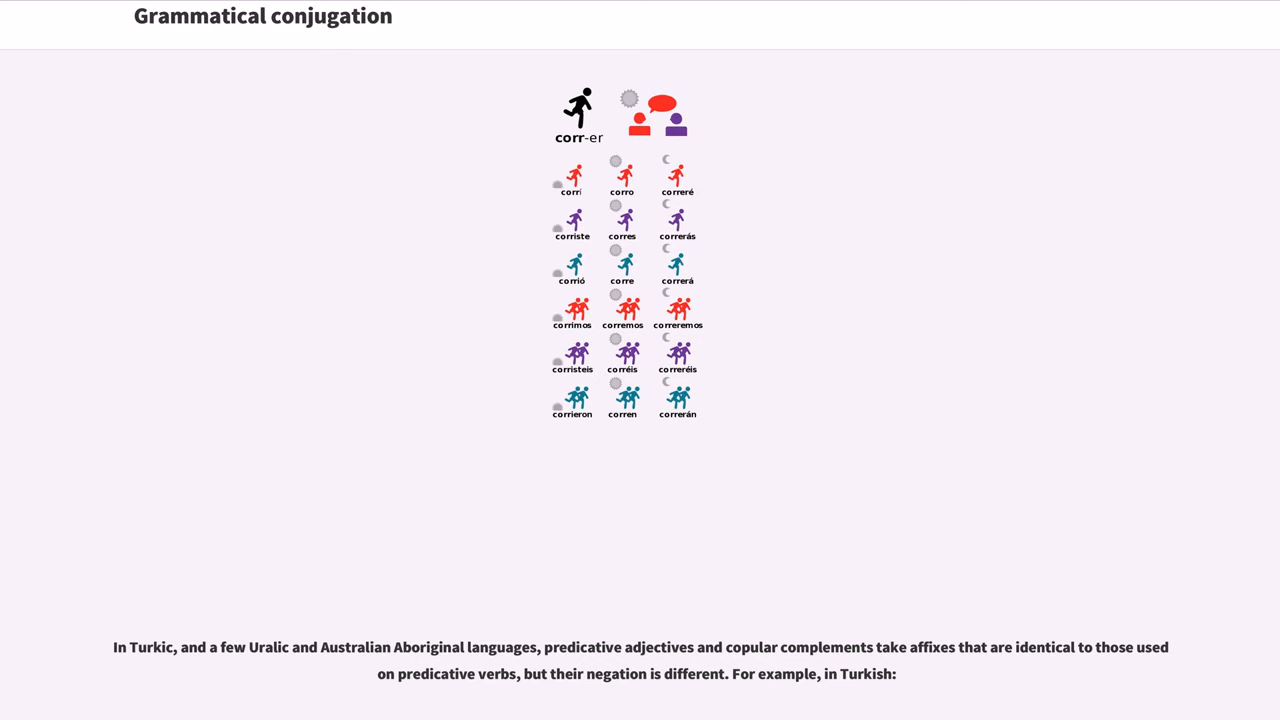 Grammatical conjugation
corr-er
corrí corro correré
corriste corres correrás
corrió corre correrá
corrimos corremos correremos
corristeis corréis correréis
corrieron corren correrán
In Turkic, and a few Uralic and Australian Aboriginal languages, predicative adjectives and copular complements take affixes that are identical to those used
on predicative verbs, but their negation is different. For example, in Turkish: